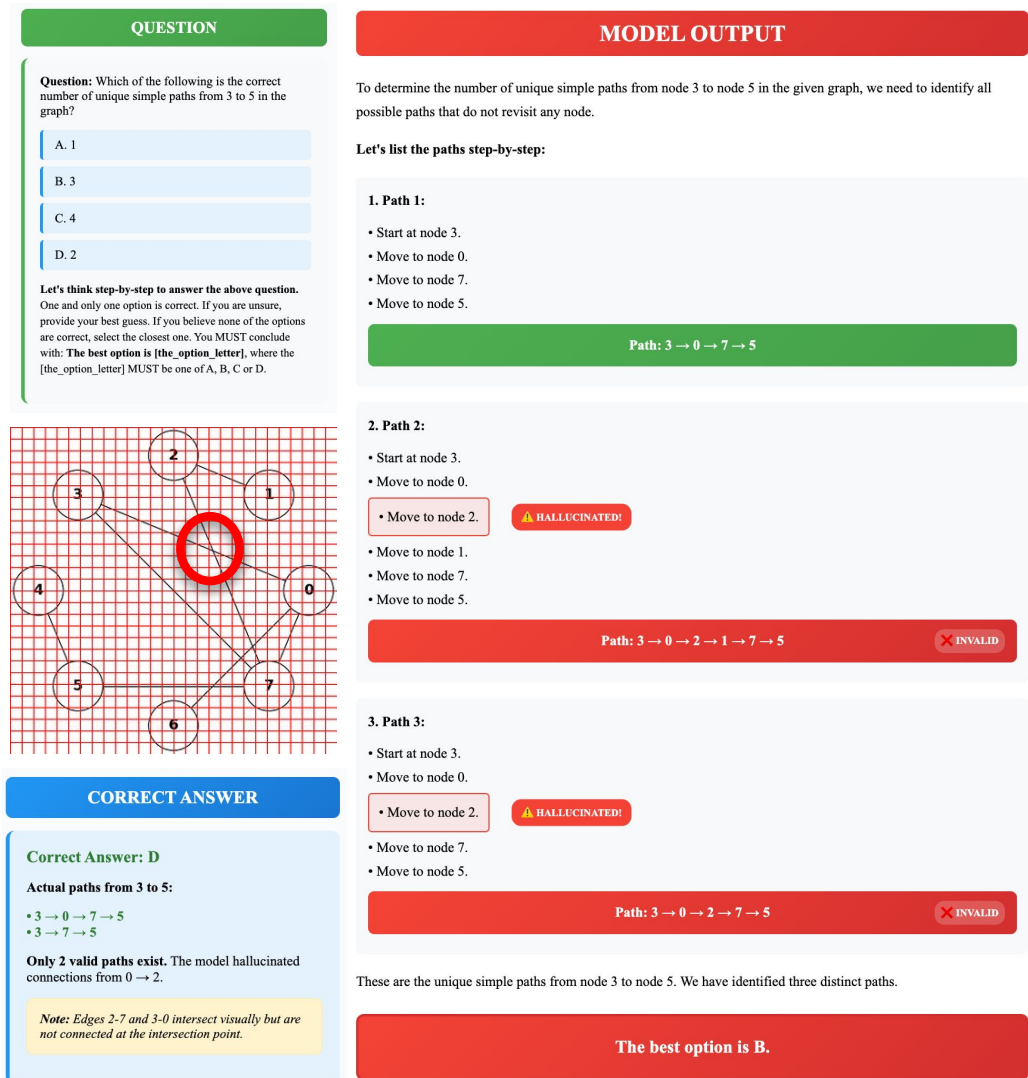 QUESTION
Question: Which of the following is the correct
number of unique simple paths from 3 to 5 in the
graph?
A. 1
B. 3
C. 4
D. 2
Let's think step-by-step to answer the above question.
One and only one option is correct. If you are unsure,
provide your best guess. If you believe none of the options
are correct, select the closest one. You MUST conclude
with: The best option is [the_option_letter], where the
[the_option_letter] MUST be one of A, B, C or D.
2
3
1
4
0
5
7
6
CORRECT ANSWER
Correct Answer: D
Actual paths from 3 to 5:
• 3 → 0 → 7 → 5
• 3 → 7 → 5
Only 2 valid paths exist. The model hallucinated
connections from 0 → 2.
Note: Edges 2-7 and 3-0 intersect visually but are
not connected at the intersection point.
MODEL OUTPUT
To determine the number of unique simple paths from node 3 to node 5 in the given graph, we need to identify all
possible paths that do not revisit any node.
Let's list the paths step-by-step:
1. Path 1:
• Start at node 3.
• Move to node 0.
• Move to node 7.
• Move to node 5.
Path: 3 → 0 → 7 → 5
2. Path 2:
• Start at node 3.
• Move to node 0.
• Move to node 2. ⚠ HALLUCINATED!
• Move to node 1.
• Move to node 7.
• Move to node 5.
Path: 3 → 0 → 2 → 1 → 7 → 5 ❌ INVALID
3. Path 3:
• Start at node 3.
• Move to node 0.
• Move to node 2. ⚠ HALLUCINATED!
• Move to node 7.
• Move to node 5.
Path: 3 → 0 → 2 → 7 → 5 ❌ INVALID
These are the unique simple paths from node 3 to node 5. We have identified three distinct paths.
The best option is B.